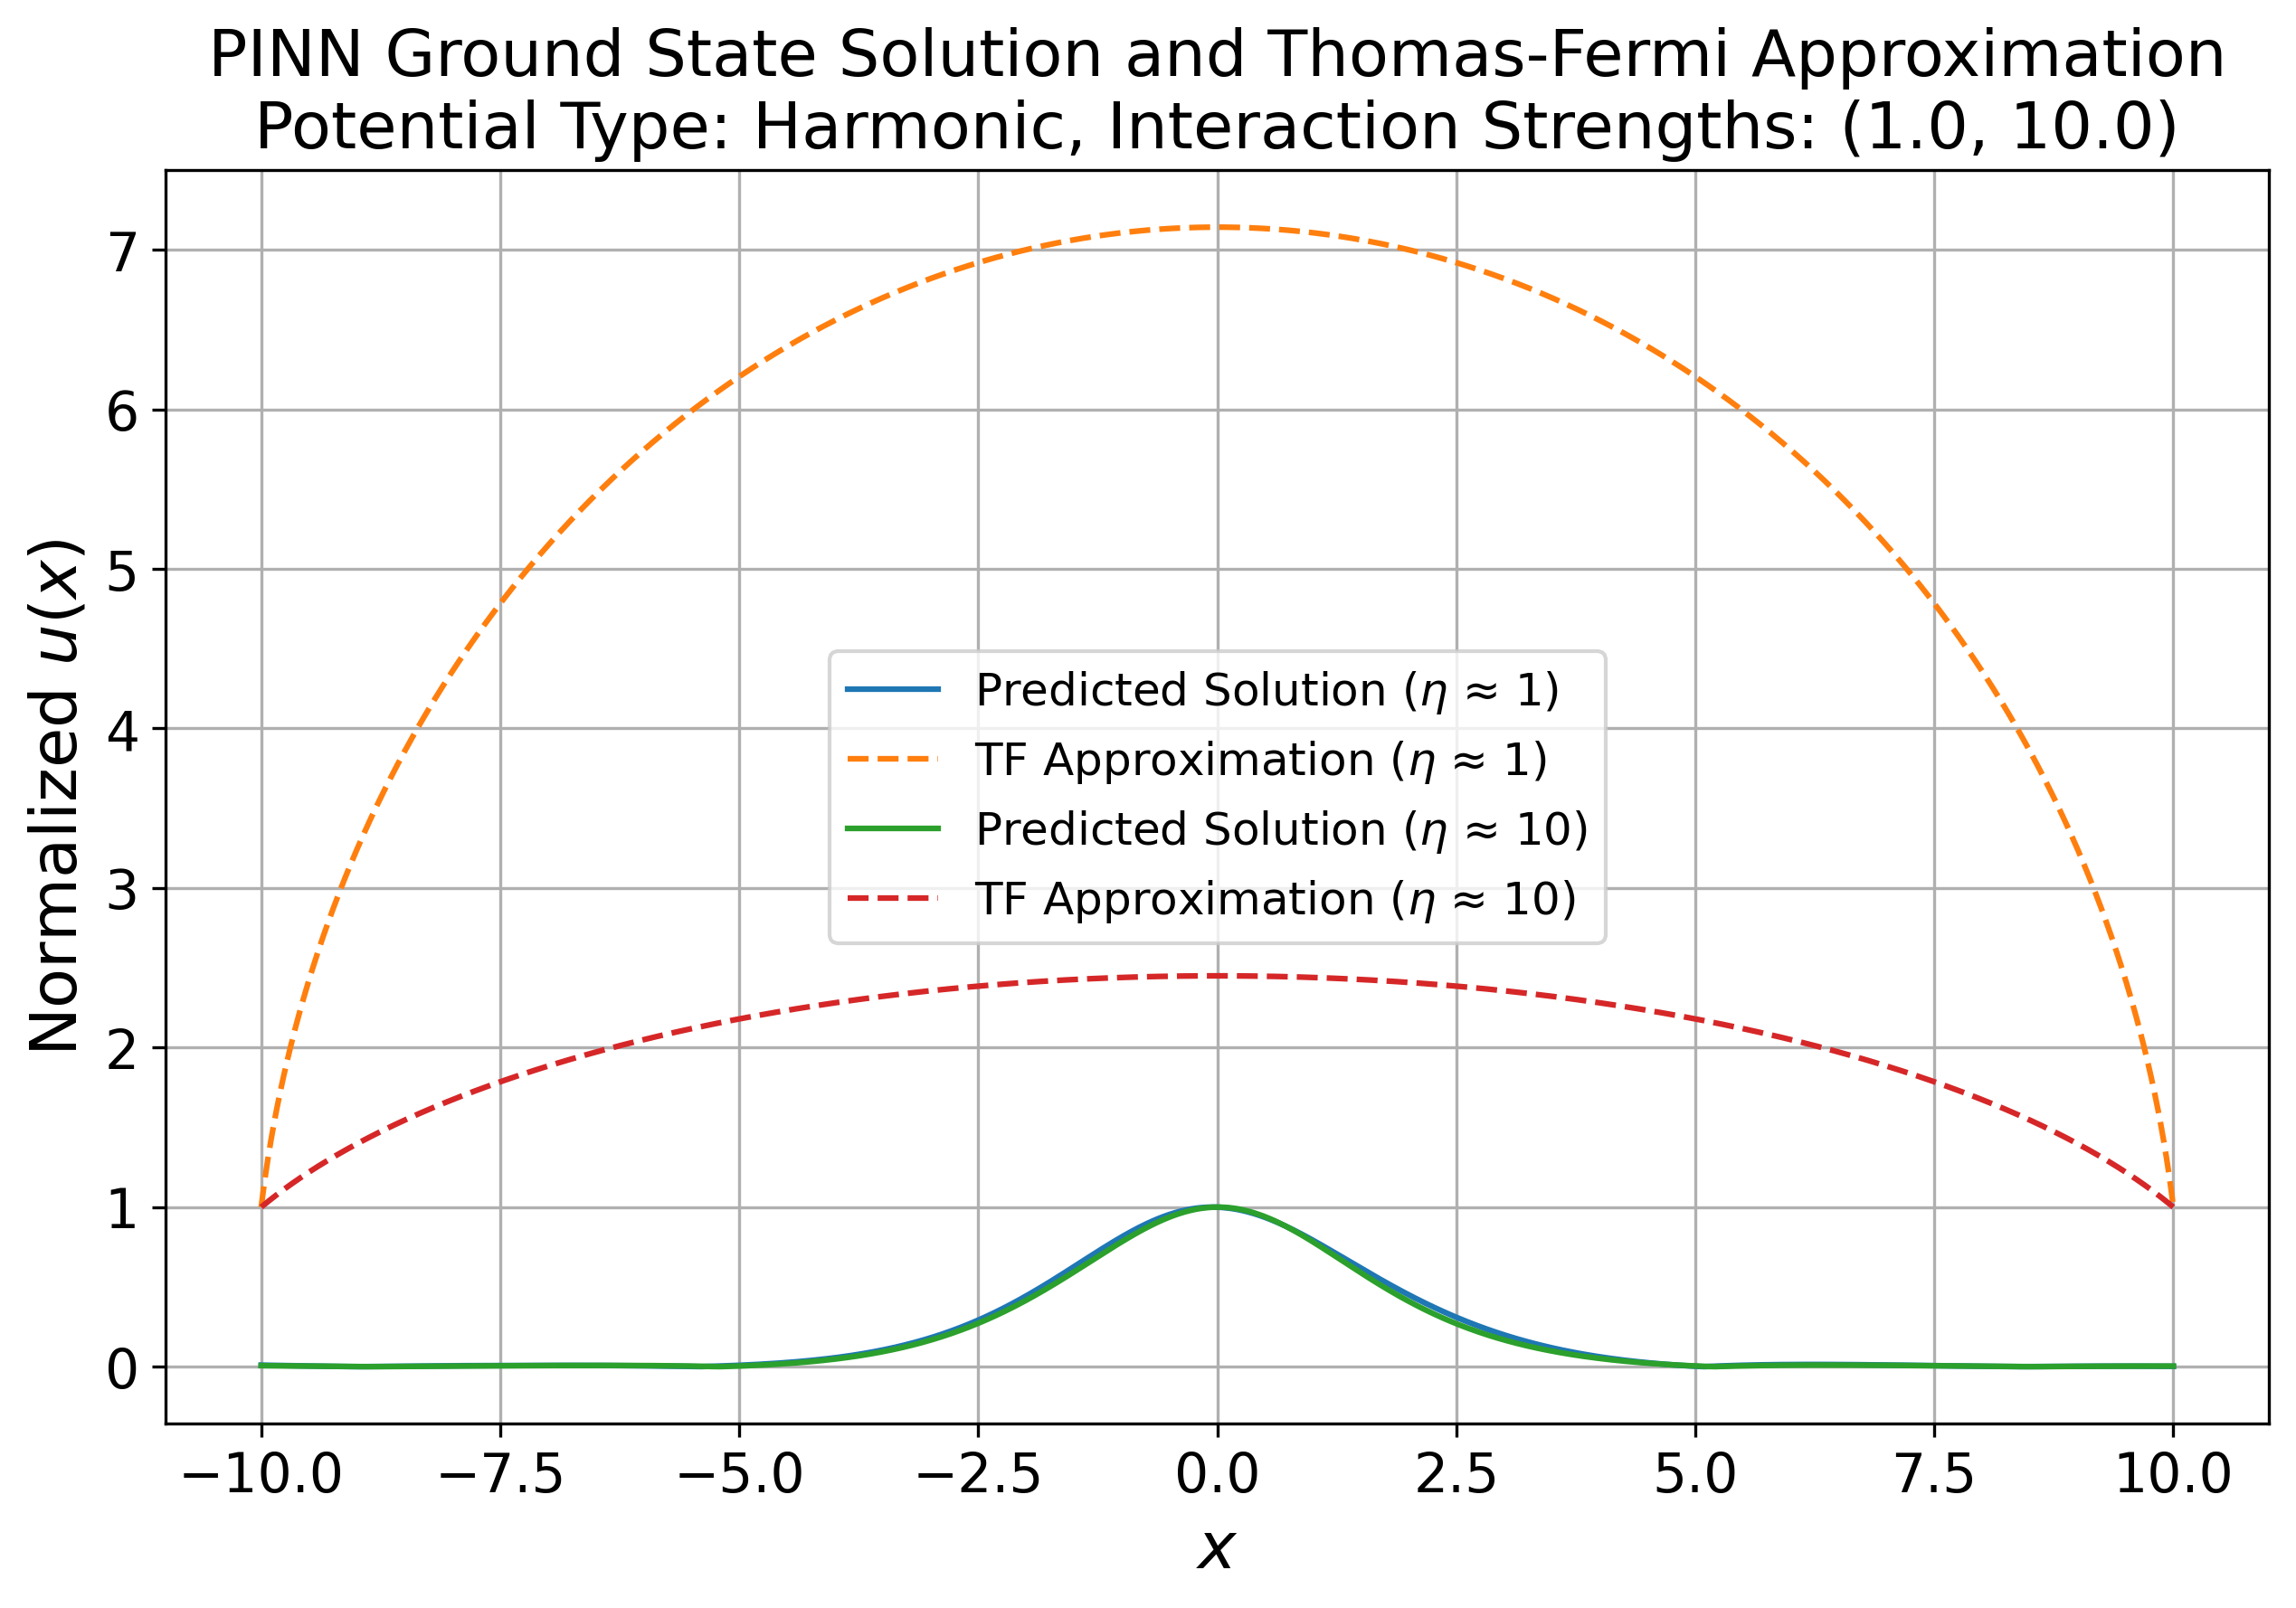 PINN Ground State Solution and Thomas-Fermi Approximation
Potential Type: Harmonic, Interaction Strengths: (1.0, 10.0)
Normalized u(x)
7
6
5
4
3
2
1
0
Predicted Solution (η ≈ 1)
TF Approximation (η ≈ 1)
Predicted Solution (η ≈ 10)
TF Approximation (η ≈ 10)
−10.0 −7.5 −5.0 −2.5 0.0 2.5 5.0 7.5 10.0
x